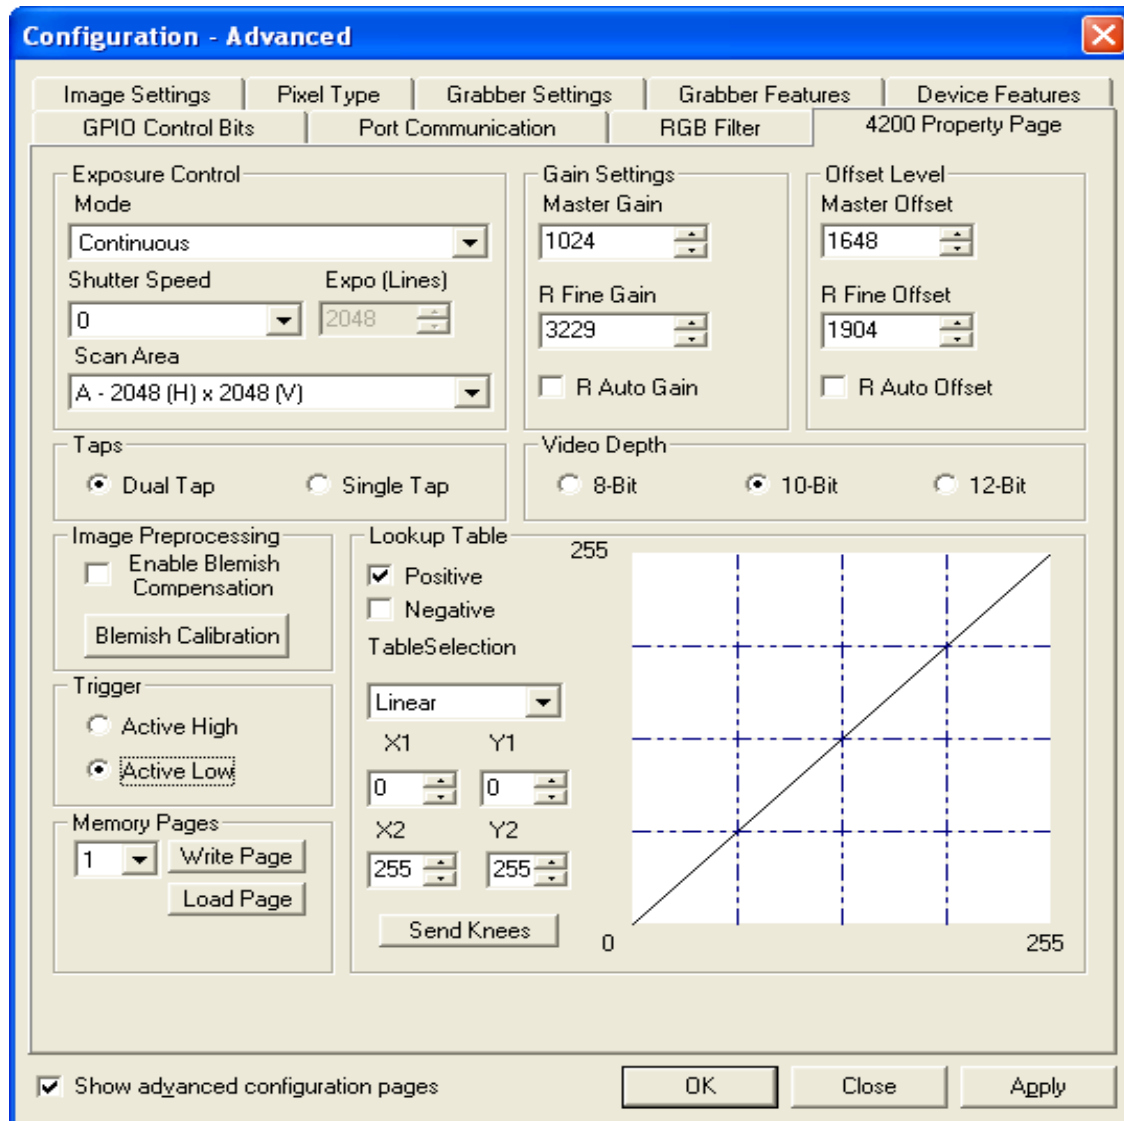 Configuration - Advanced
Image Settings Pixel Type Grabber Settings Grabber Features Device Features
GPIO Control Bits Port Communication RGB Filter 4200 Property Page
Exposure Control
Mode
Continuous
Shutter Speed Expo (Lines)
0 2048
Scan Area
A - 2048 (H) x 2048 (V)
Gain Settings
Master Gain
1024
R Fine Gain
3229
R Auto Gain
Offset Level
Master Offset
1648
R Fine Offset
1904
R Auto Offset
Taps
Dual Tap Single Tap
Video Depth
8-Bit 10-Bit 12-Bit
Image Preprocessing
Enable Blemish
Compensation
Blemish Calibration
Trigger
Active High
Active Low
Memory Pages
1 Write Page
Load Page
Lookup Table
Positive
Negative
TableSelection
Linear
X1 Y1
0 0
X2 Y2
255 255
Send Knees
255
0 255
Show advanced configuration pages OK Close Apply